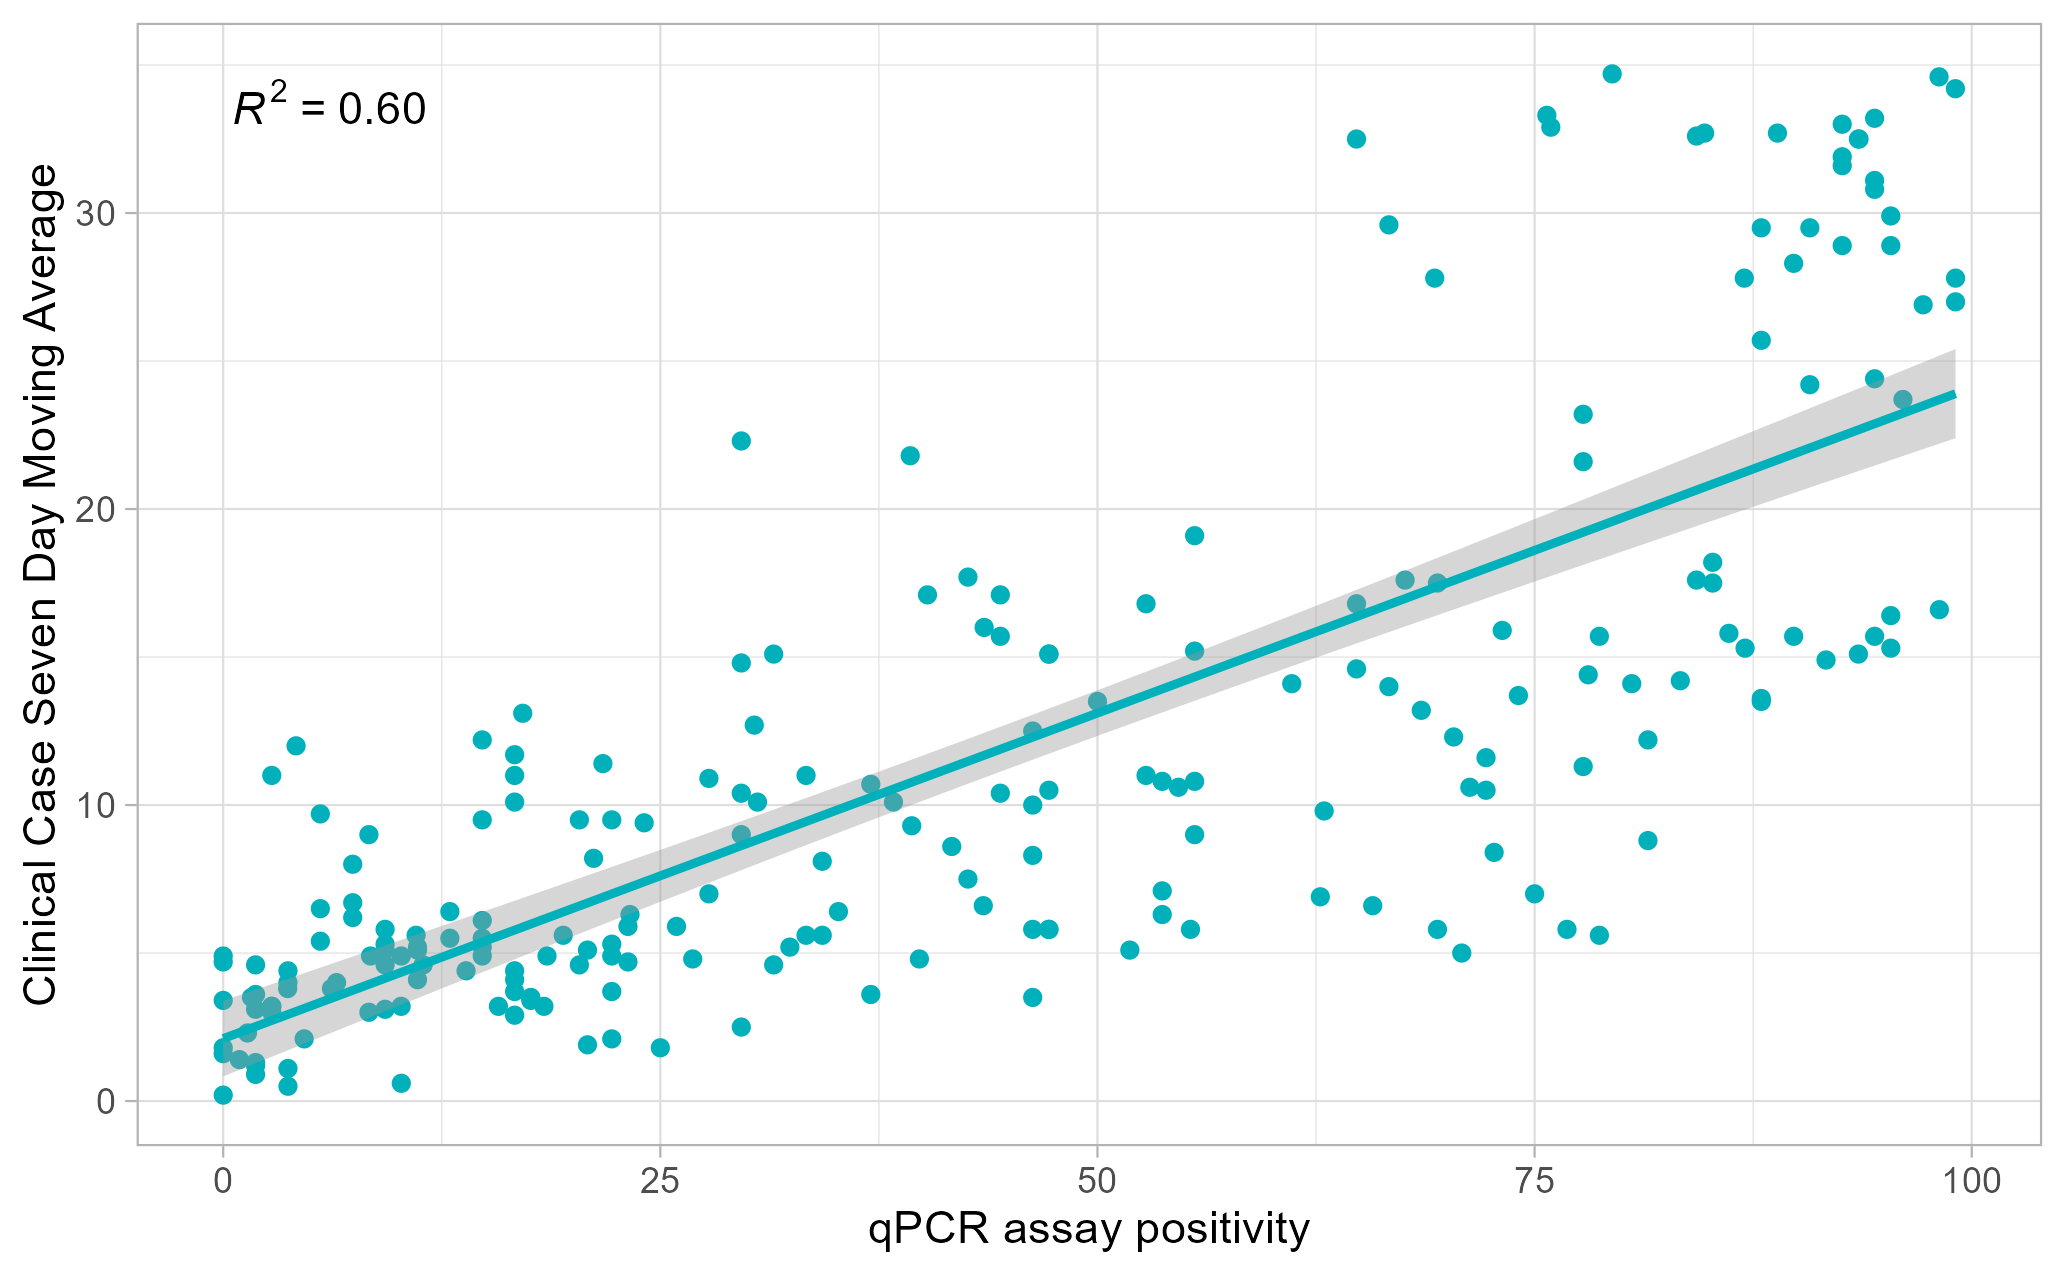 R² = 0.60
Clinical Case Seven Day Moving Average
30
20
10
0
0 25 50 75 100
qPCR assay positivity